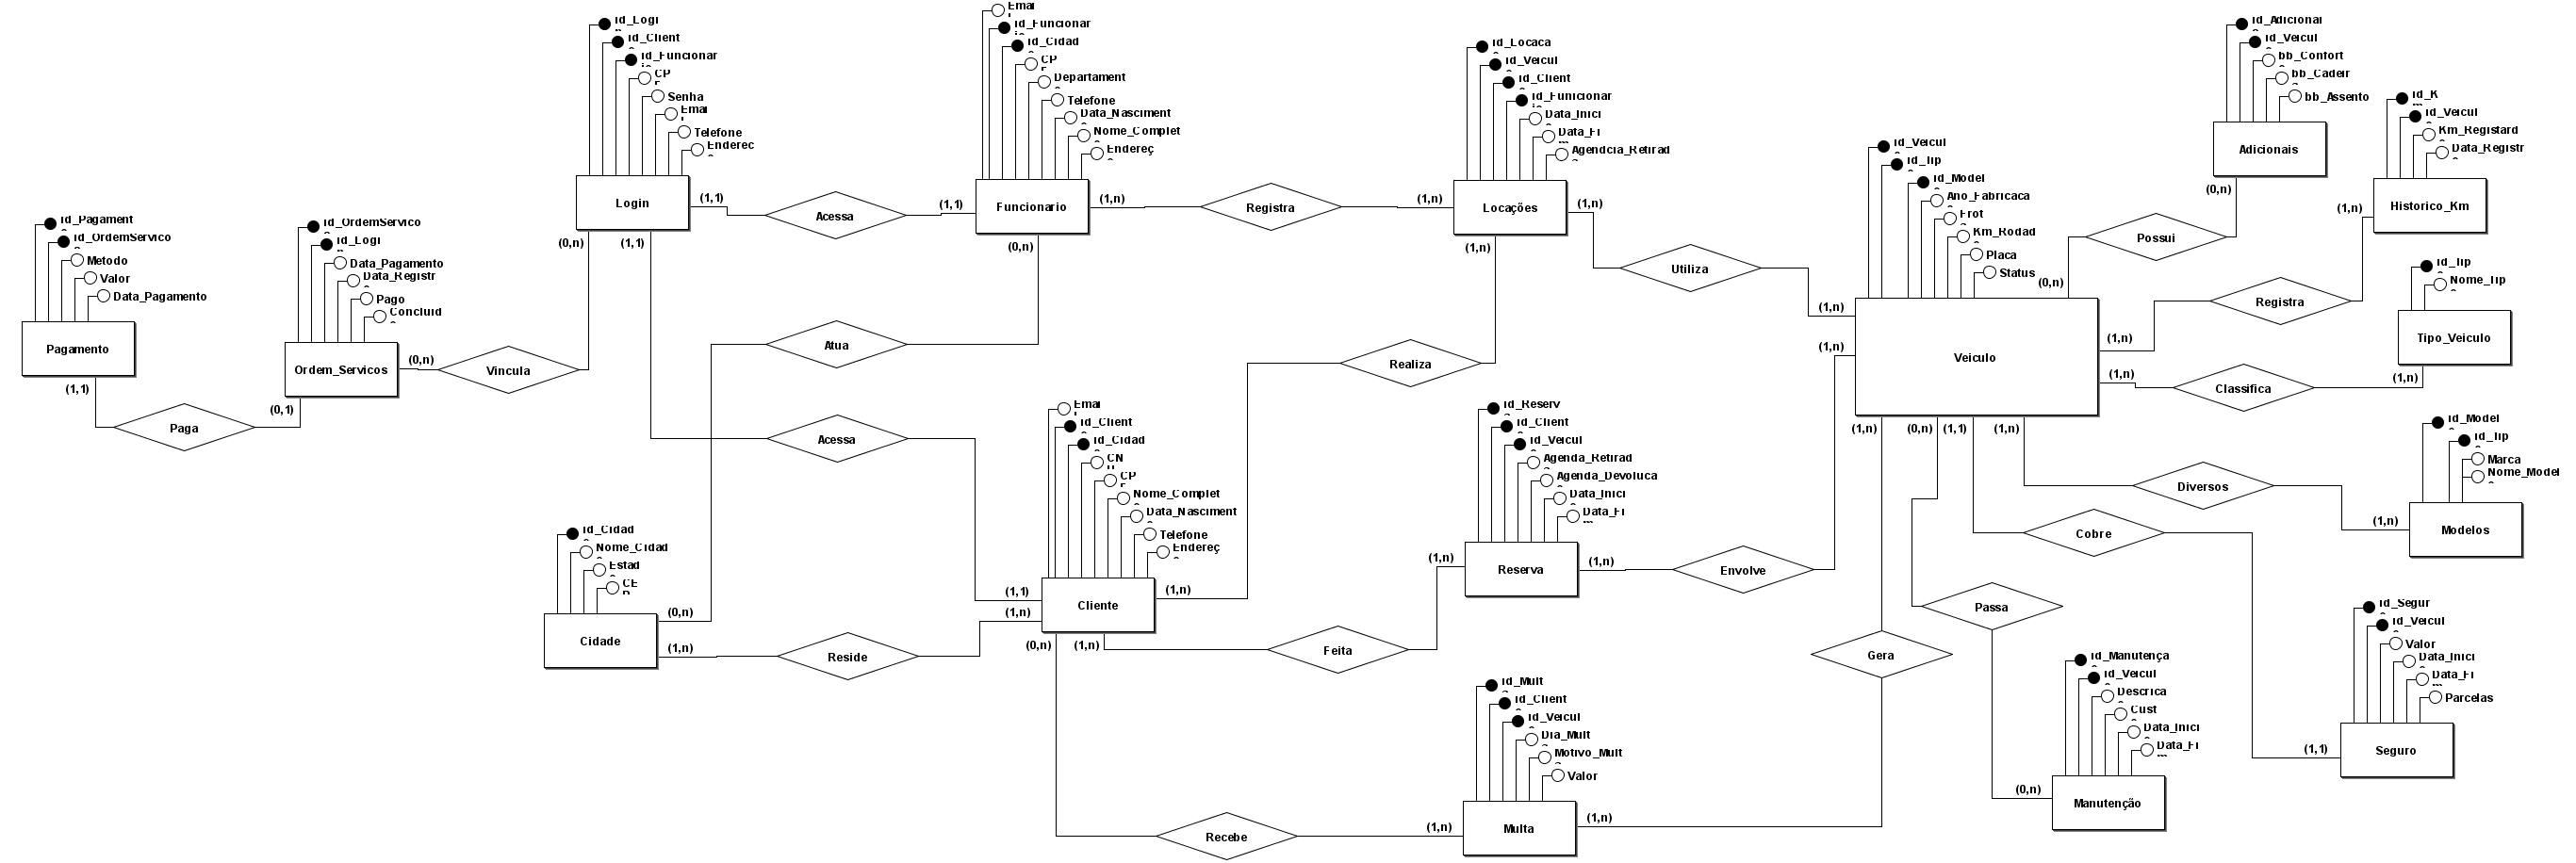 id_Logi
id_Client
id_Funcionar
CP
Senha
Emai
Telefone
Enderec
Login
Emai
id_Funcionar
id_Cidad
CP
Departament
Telefone
Data_Nasciment
Nome_Complet
Endereç
Funcionario
id_Locaca
id_Veicul
id_Client
id_Funicionar
Data_Inici
Data_Fi
Agendcia_Retirad
Locações
id_Veicul
id_Tip
id_Model
Ano_Fabricaca
Frot
Km_Rodad
Placa
Status
Veiculo
id_Adicional
id_Veicul
bb_Confort
bb_Cadeir
bb_Assento
Adicionais
id_K
id_Veicul
Km_Registard
Data_Registr
Historico_Km
id_Tip
Nome_Tip
Tipo_Veiculo
id_Model
id_Tip
Marca
Nome_Model
Modelos
id_Pagament
id_OrdemServico
Metodo
Valor
Data_Pagamento
Pagamento
id_OrdemServico
id_Logi
Data_Pagamento
Data_Registr
Pago
Concluid
Ordem_Servicos
(1,1)
Acessa
(1,1)
(1,n)
Registra
(1,n)
(1,n)
Utiliza
(1,n)
(0,n)
Possui
(0,n)
(1,n)
Registra
(1,n)
(1,n)
Classifica
(1,n)
(1,n)
Diversos
(1,n)
(1,1)
Paga
(0,1)
(0,n)
Vincula
(0,n)
(1,1)
Acessa
(1,1)
(0,n)
Atua
(0,n)
(1,n)
Realiza
(1,n)
id_Cidad
Nome_Cidad
Estad
CE
Cidade
(1,n)
Reside
(1,n)
Emai
id_Client
id_Cidad
CN
CP
Nome_Complet
Data_Nasciment
Telefone
Endereç
Cliente
(1,n)
Feita
(1,n)
id_Reserv
id_Client
id_Veicul
Agenda_Retirad
Agenda_Devoluca
Data_Inici
Data_Fi
Reserva
(1,n)
Envolve
(1,n)
(0,n)
Recebe
(1,n)
id_Mult
id_Client
id_Veicul
Dia_Mult
Motivo_Mult
Valor
Multa
(1,n)
Gera
(1,n)
(0,n)
Passa
(0,n)
id_Manutença
id_Veicul
Descrica
Cust
Data_Inici
Data_Fi
Manutenção
(1,1)
Cobre
(1,1)
id_Segur
id_Veicul
Valor
Data_Inici
Data_Fi
Parcelas
Seguro